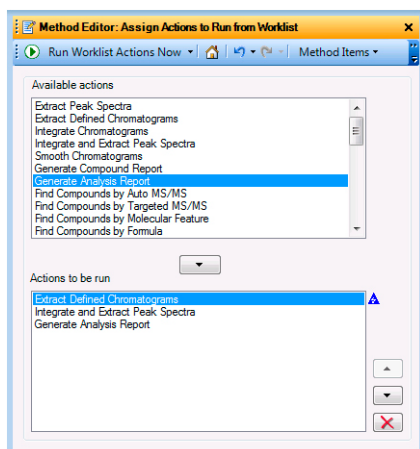 Method Editor: Assign Actions to Run from Worklist
Run Worklist Actions Now
Method Items
Available actions
Extract Peak Spectra
Extract Defined Chromatograms
Integrate Chromatograms
Integrate and Extract Peak Spectra
Smooth Chromatograms
Generate Compound Report
Generate Analysis Report
Find Compounds by Auto MS/MS
Find Compounds by Targeted MS/MS
Find Compounds by Molecular Feature
Find Compounds by Formula
Actions to be run
Extract Defined Chromatograms
Integrate and Extract Peak Spectra
Generate Analysis Report